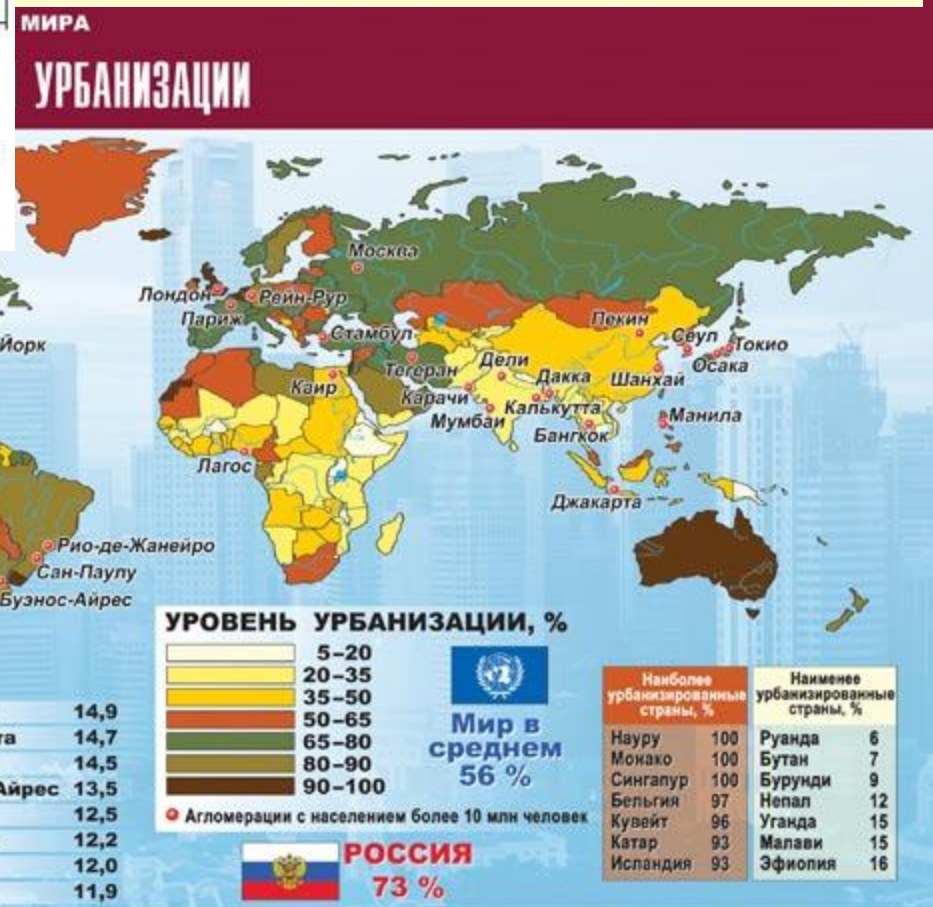 МИРА
УРБАНИЗАЦИИ
Москва
Лондон
Рейн-Рур
Париж
Стамбул
Йорк
Пекин
Сеул
Токио
Осака
Тегеран
Дели
Каир
Дакка
Шанхай
Карачи
Калькутта
Мумбаи
Манила
Бангкок
Лагос
Джакарта
Рио-де-Жанейро
Сан-Паулу
Буэнос-Айрес
УРОВЕНЬ УРБАНИЗАЦИИ, %
5–20
20–35
35–50
50–65
65–80
80–90
90–100
Агломерации с населением более 10 млн человек
Мир в
среднем
56 %
РОССИЯ
73 %
14,9
та 14,7
14,5
Айрес 13,5
12,5
12,2
12,0
11,9
Наиболее
урбанизированные
страны, %
Науру 100
Монако 100
Сингапур 100
Бельгия 97
Кувейт 96
Катар 93
Исландия 93
Наименее
урбанизированные
страны, %
Руанда 6
Бутан 7
Бурунди 9
Непал 12
Уганда 15
Малави 15
Эфиопия 16